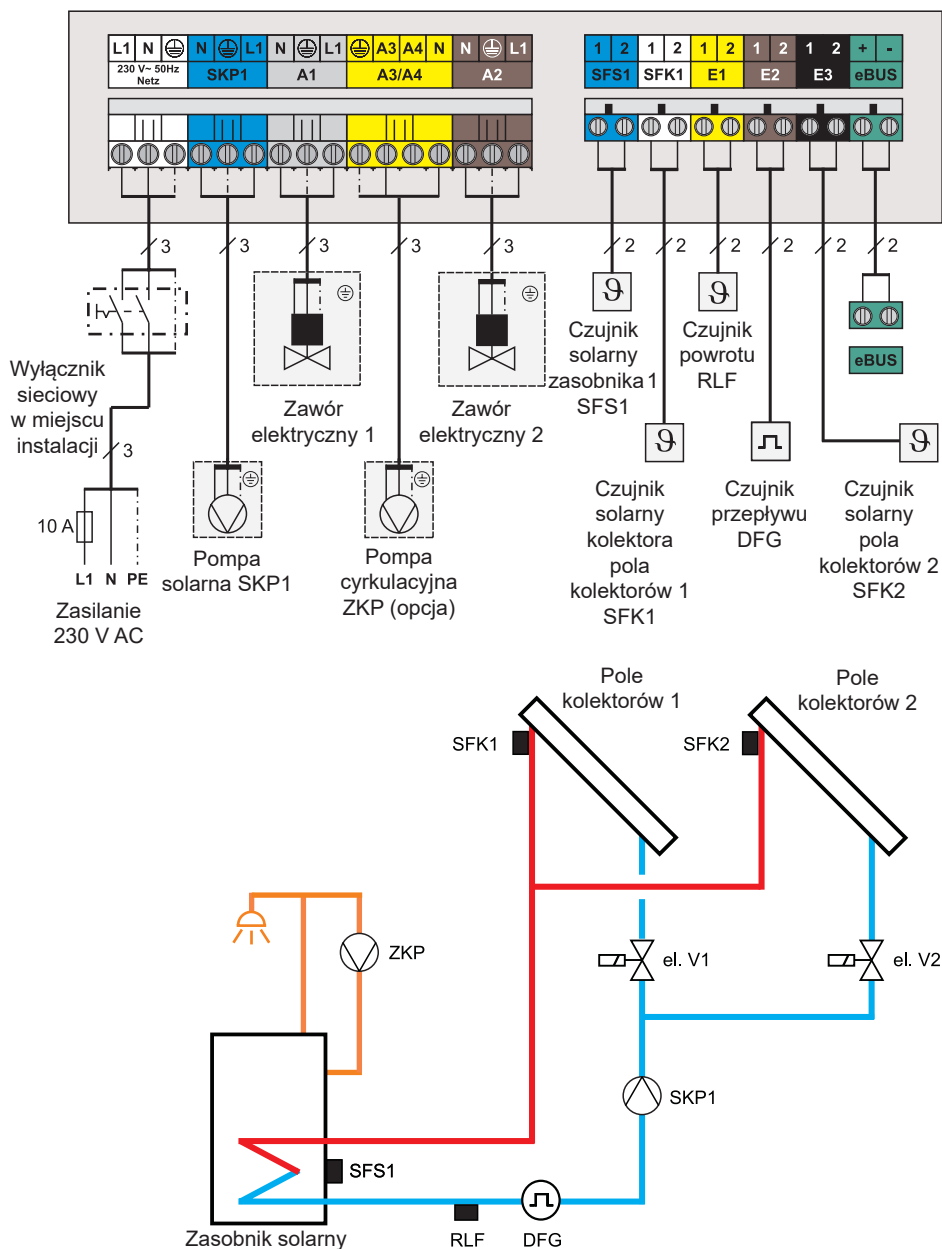 L1 N N L1 N L1 A3 A4 N N L1
230 V~ 50Hz
Netz
SKP1 A1 A3/A4 A2
1 2 1 2 1 2 1 2 1 2 + -
SFS1 SFK1 E1 E2 E3 eBUS
3 3 3 3 3 2 2 2 2 2 2
ϑ
Czujnik
solarny
zasobnika 1
SFS1
ϑ
Czujnik
powrotu
RLF
eBUS
Wyłącznik
sieciowy
w miejscu
instalacji
3
Zawór
elektryczny 1
Zawór
elektryczny 2
10 A
L1 N PE
Zasilanie
230 V AC
Pompa
solarna SKP1
Pompa
cyrkulacyjna
ZKP (opcja)
ϑ
Czujnik
solarny
kolektora
pola
kolektorów 1
SFK1
Czujnik
przepływu
DFG
ϑ
Czujnik
solarny
pola
kolektorów 2
SFK2
Pole
kolektorów 1
Pole
kolektorów 2
SFK1
SFK2
ZKP
el. V1
el. V2
SKP1
SFS1
Zasobnik solarny
RLF
DFG